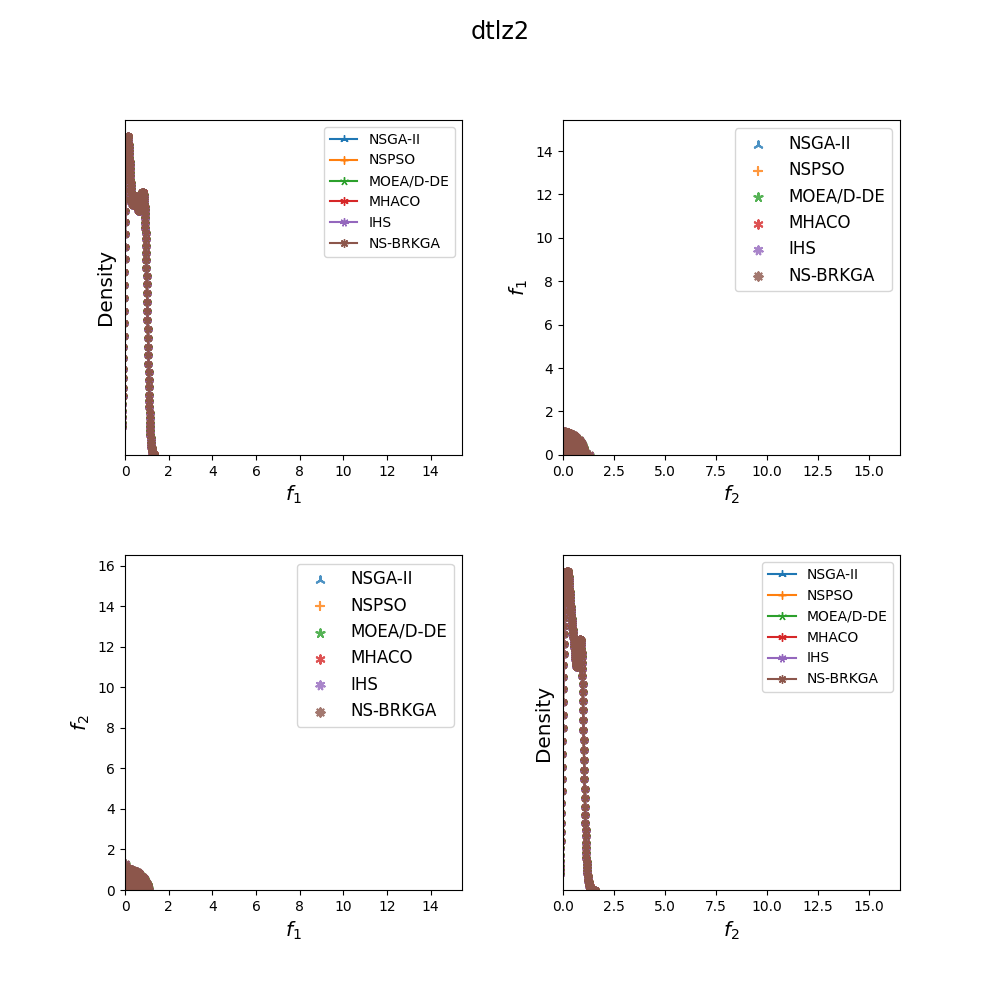 dtlz2
Density
NSGA-II
NSPSO
MOEA/D-DE
MHACO
IHS
NS-BRKGA
0 2 4 6 8 10 12 14
f1
f1
14
12
10
8
6
4
2
0
NSGA-II
NSPSO
MOEA/D-DE
MHACO
IHS
NS-BRKGA
0.0 2.5 5.0 7.5 10.0 12.5 15.0
f2
f2
16
14
12
10
8
6
4
2
0
NSGA-II
NSPSO
MOEA/D-DE
MHACO
IHS
NS-BRKGA
0 2 4 6 8 10 12 14
f1
Density
NSGA-II
NSPSO
MOEA/D-DE
MHACO
IHS
NS-BRKGA
0.0 2.5 5.0 7.5 10.0 12.5 15.0
f2